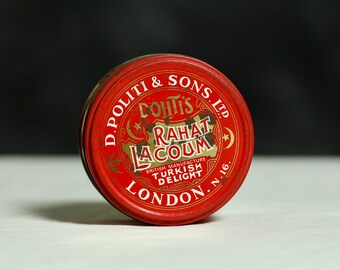 D. POLITI & SONS, LTD
POLITI'S
RAHAT
LACOUM
BRITISH MANUFACTURE
TURKISH
DELIGHT
LONDON. N.16.